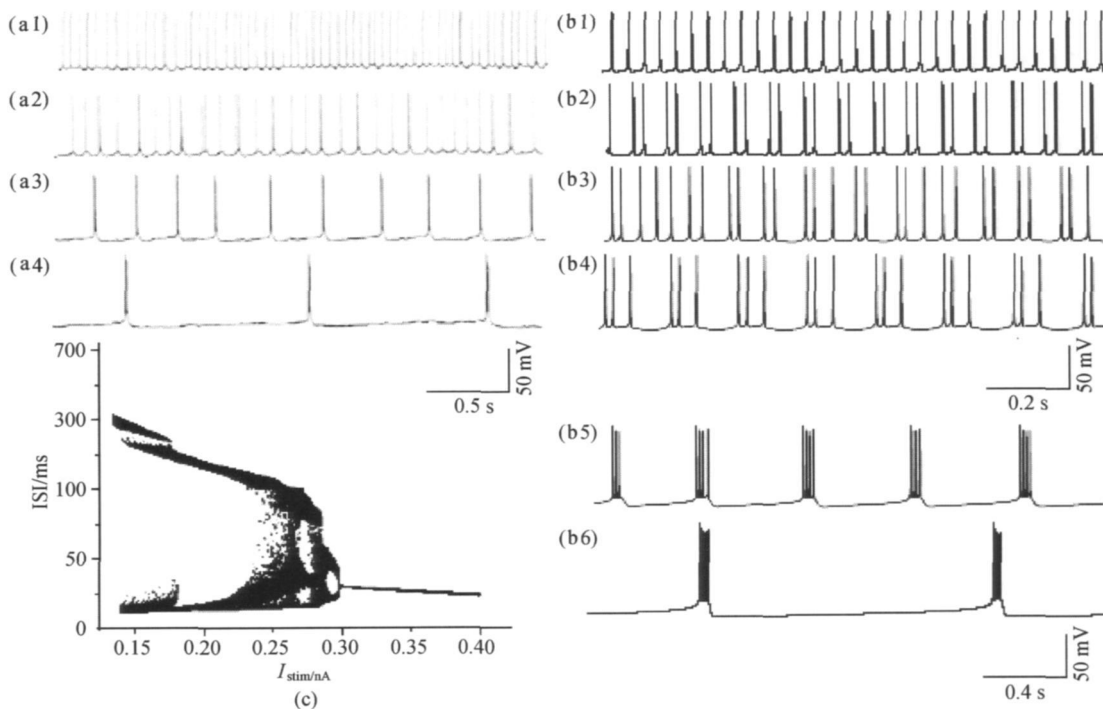 (a1)
(a2)
(a3)
(a4)
50 mV
0.5 s
700
300
100
50
0
ISI/ms
0.15 0.20 0.25 0.30 0.35 0.40
I stim/nA
(c)
(b1)
(b2)
(b3)
(b4)
50 mV
0.2 s
(b5)
(b6)
50 mV
0.4 s